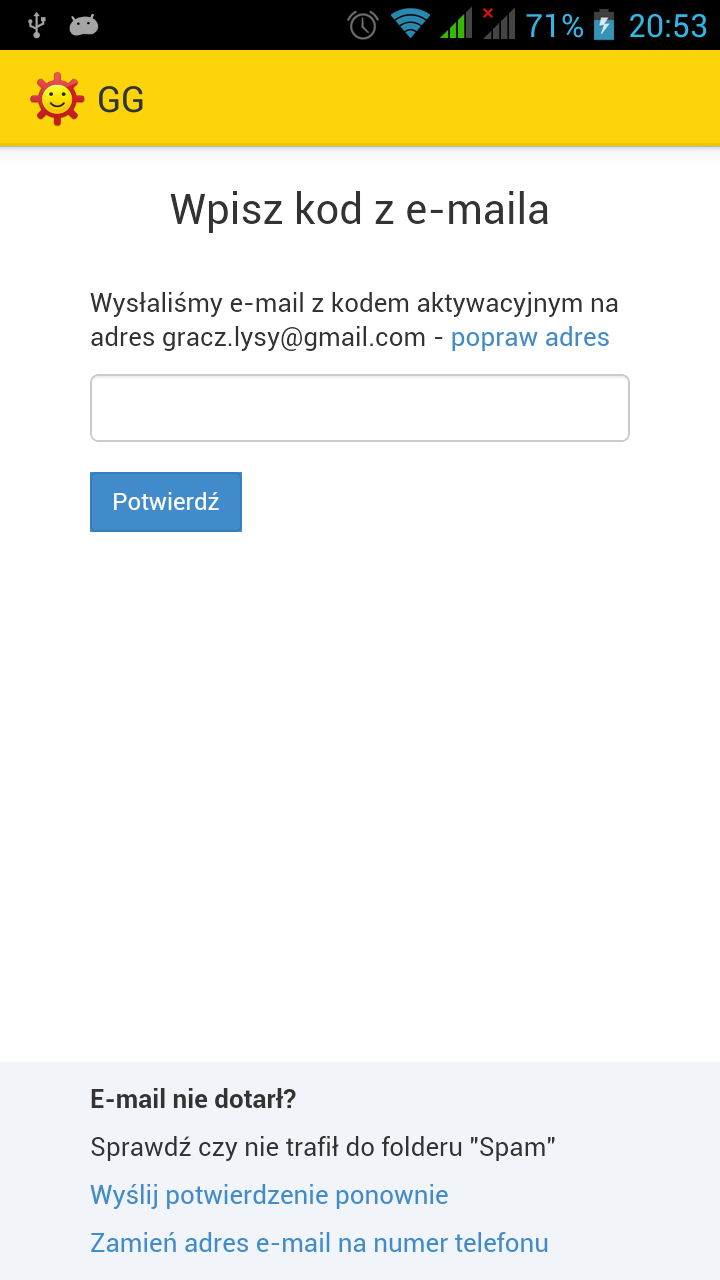 71% 20:53
GG
Wpisz kod z e-maila
Wysłaliśmy e-mail z kodem aktywacyjnym na
adres gracz.lysy@gmail.com - popraw adres
Potwierdź
E-mail nie dotarł?
Sprawdź czy nie trafił do folderu "Spam"
Wyślij potwierdzenie ponownie
Zamień adres e-mail na numer telefonu